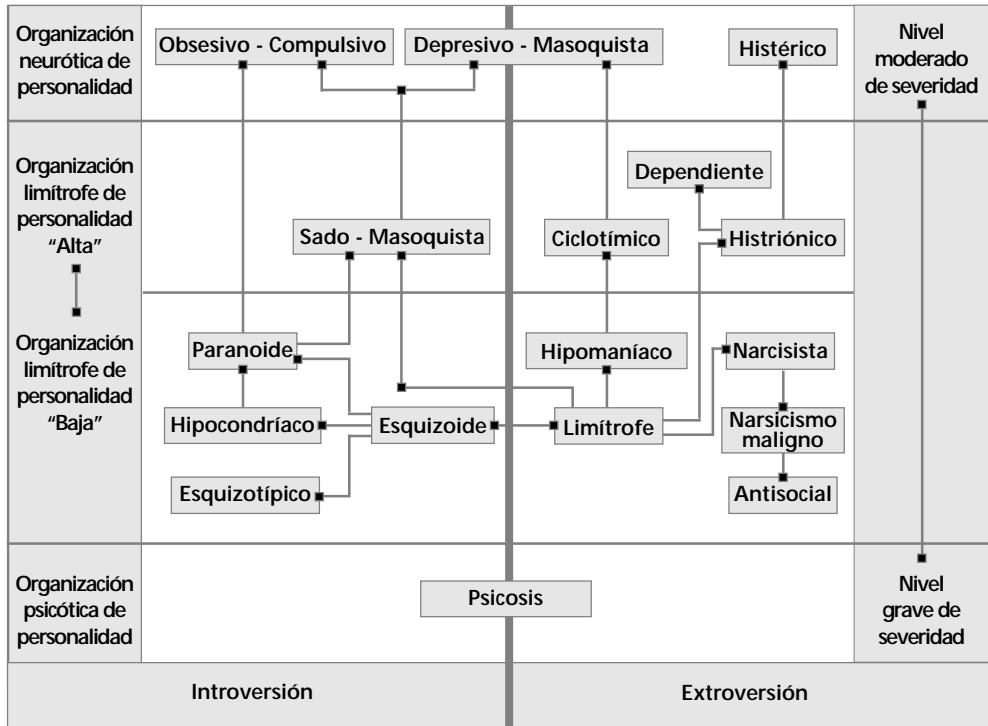 Organización
neurótica de
personalidad
Obsesivo - Compulsivo
Depresivo - Masoquista
Histérico
Nivel
moderado
de severidad
Organización
limítrofe de
personalidad
“Alta”
Dependiente
Sado - Masoquista
Ciclotímico
Histriónico
Organización
limítrofe de
personalidad
“Baja”
Paranoide
Hipomaníaco
Narcisista
Hipocondríaco
Esquizoide
Limítrofe
Narsicismo
maligno
Esquizotípico
Antisocial
Organización
psicótica de
personalidad
Psicosis
Nivel
grave de
severidad
Introversión
Extroversión